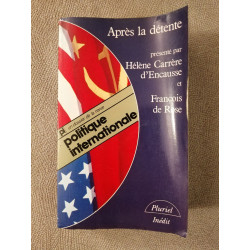 Après la détente
présenté par
Hélène Carrère
d'Encausse
et
François
de Rose
politique
internationale
Pluriel
Inédit